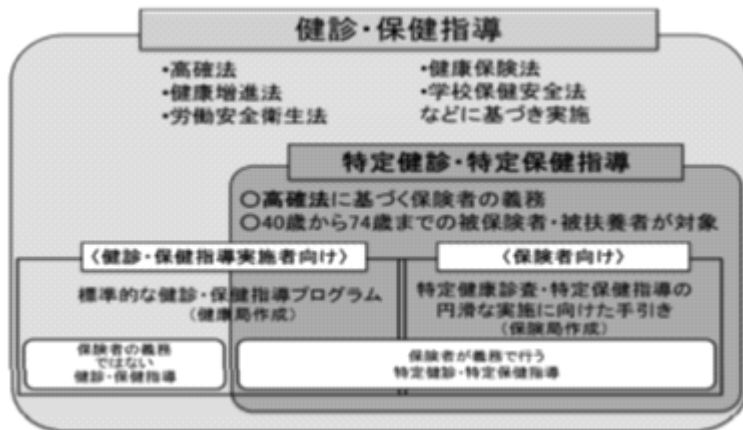 健診・保健指導
・高確法
・健康増進法
・労働安全衛生法
・健康保険法
・学校保健安全法
などに基づき実施
特定健診・特定保健指導
○高確法に基づく保険者の義務
○40歳から74歳までの被保険者・被扶養者が対象
〈健診・保健指導実施者向け〉
標準的な健診・保健指導プログラム
（健康局作成）
〈保険者向け〉
特定健康診査・特定保健指導の
円滑な実施に向けた手引き
（保険局作成）
保険者の義務
ではない
健診・保健指導
保険者が義務で行う
特定健診・特定保健指導